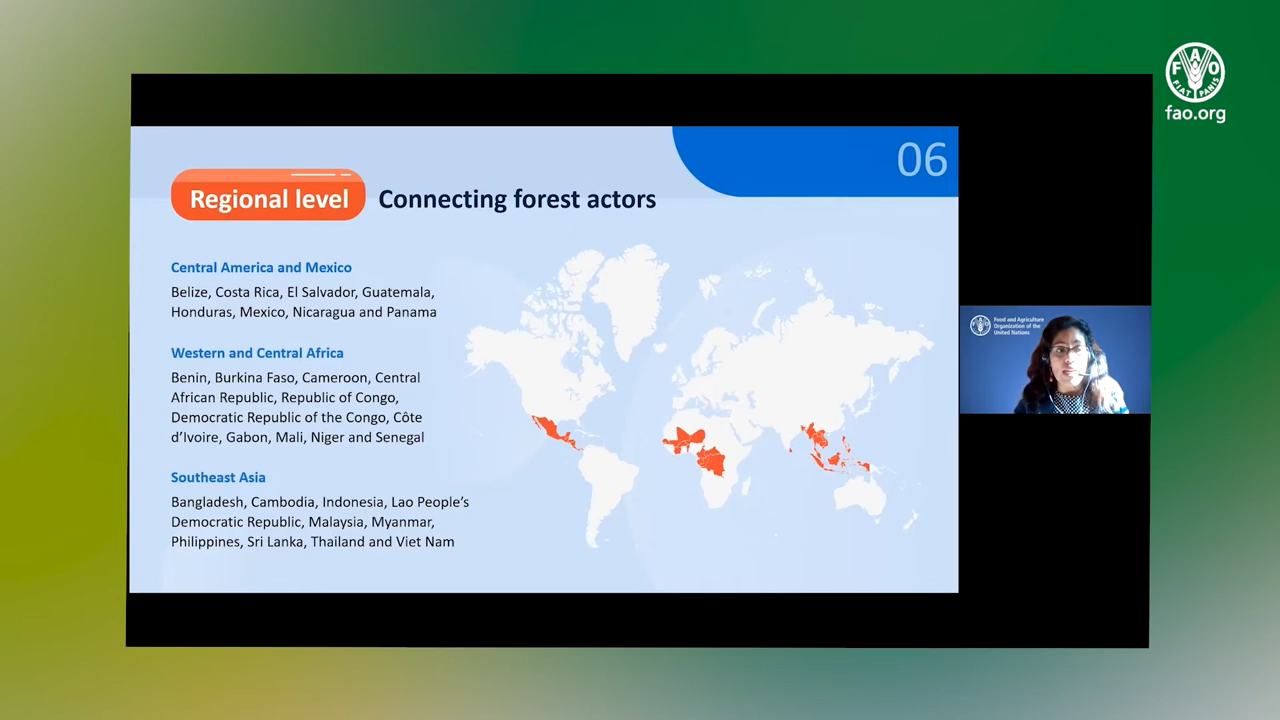 FAO
FIAT PANIS
fao.org
06
Regional level
Connecting forest actors
Central America and Mexico
Belize, Costa Rica, El Salvador, Guatemala,
Honduras, Mexico, Nicaragua and Panama
Western and Central Africa
Benin, Burkina Faso, Cameroon, Central
African Republic, Republic of Congo,
Democratic Republic of the Congo, Côte
d’Ivoire, Gabon, Mali, Niger and Senegal
Southeast Asia
Bangladesh, Cambodia, Indonesia, Lao People’s
Democratic Republic, Malaysia, Myanmar,
Philippines, Sri Lanka, Thailand and Viet Nam
Food and Agriculture
Organization of the
United Nations